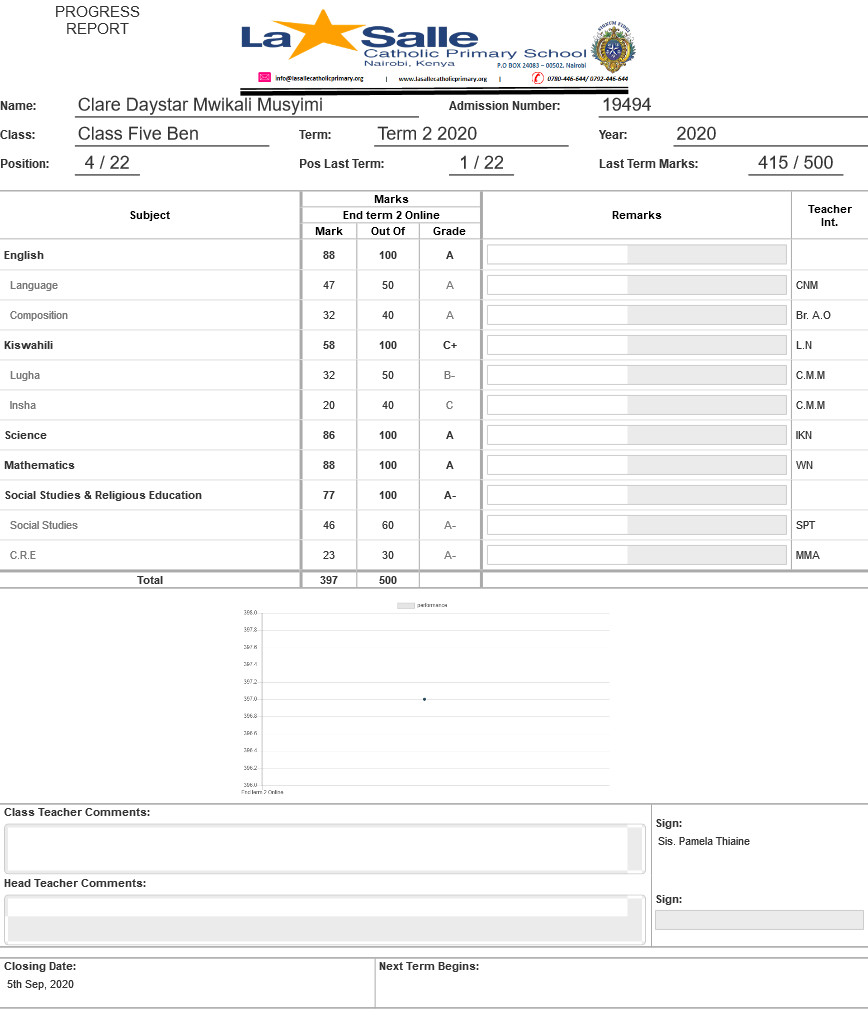 PROGRESS
REPORT
La Salle
Catholic Primary School
Nairobi, Kenya
P.O BOX 24083 – 00502, Nairobi
info@lasallecatholicprimary.org | www.lasallecatholicprimary.org | 0780-446-644/ 0792-446-644
Name: Clare Daystar Mwikali Musyimi Admission Number: 19494
Class: Class Five Ben Term: Term 2 2020 Year: 2020
Position: 4 / 22 Pos Last Term: 1 / 22 Last Term Marks: 415 / 500
Subject Marks Remarks Teacher Int.
End term 2 Online
Mark Out Of Grade
English 88 100 A
Language 47 50 A CNM
Composition 32 40 A Br. A.O
Kiswahili 58 100 C+ L.N
Lugha 32 50 B- C.M.M
Insha 20 40 C C.M.M
Science 86 100 A IKN
Mathematics 88 100 A WN
Social Studies & Religious Education 77 100 A-
Social Studies 46 60 A- SPT
C.R.E 23 30 A- MMA
Total 397 500
performance
398.0
397.8
397.6
397.4
397.2
397.0
396.8
396.6
396.4
396.2
396.0
End term 2 Online
Class Teacher Comments:
Sign:
Sis. Pamela Thiaine
Head Teacher Comments:
Sign:
Closing Date: Next Term Begins:
5th Sep, 2020